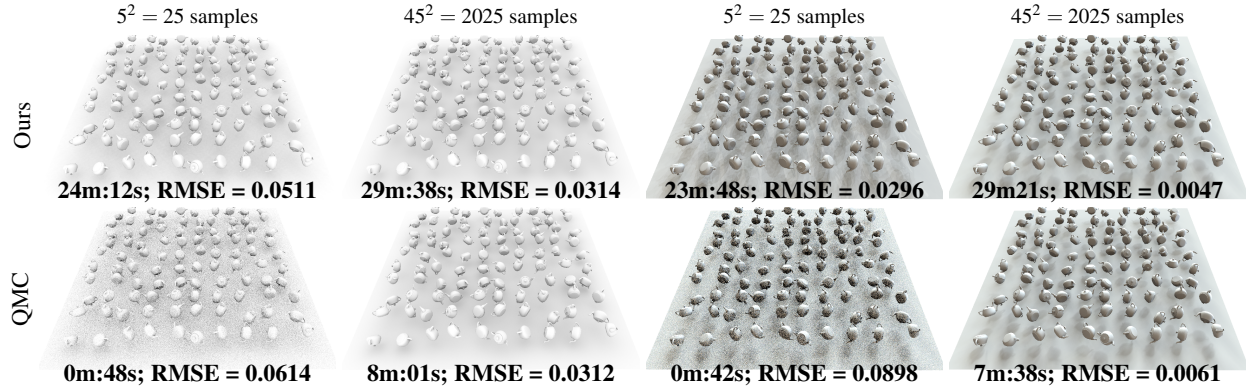 5² = 25 samples
45² = 2025 samples
5² = 25 samples
45² = 2025 samples
Ours
24m:12s; RMSE = 0.0511
29m:38s; RMSE = 0.0314
23m:48s; RMSE = 0.0296
29m21s; RMSE = 0.0047
QMC
0m:48s; RMSE = 0.0614
8m:01s; RMSE = 0.0312
0m:42s; RMSE = 0.0898
7m:38s; RMSE = 0.0061